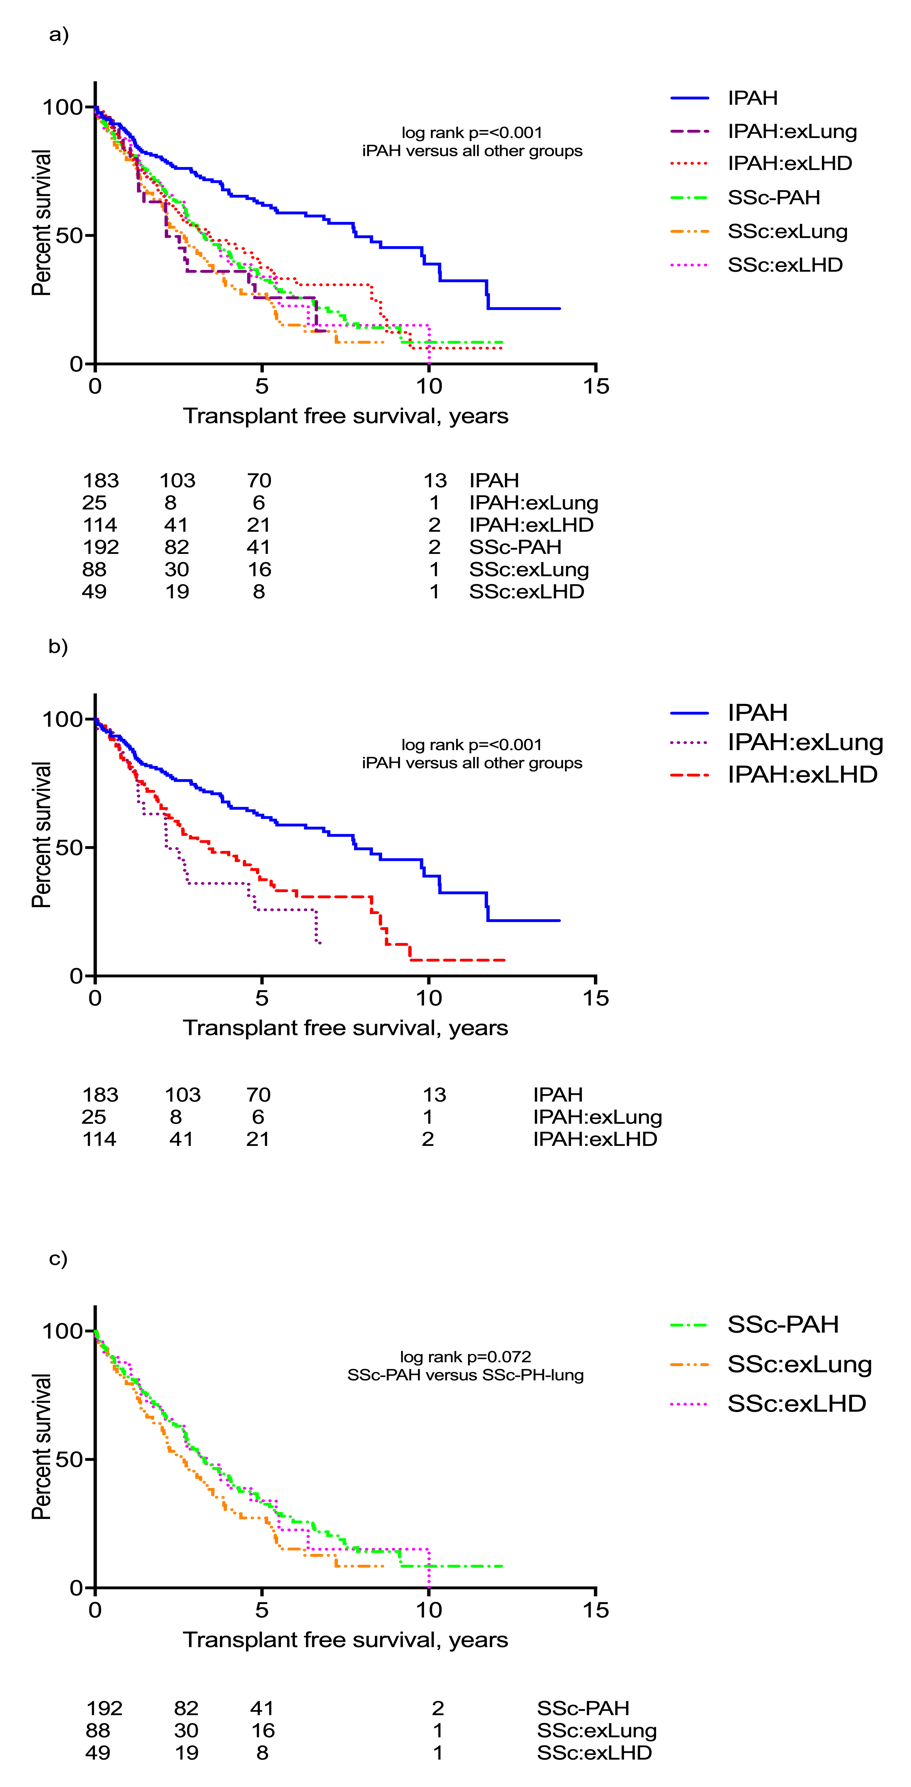 a)
100
50
0
Percent survival
log rank p=<0.001
iPAH versus all other groups
IPAH
IPAH:exLung
IPAH:exLHD
SSc-PAH
SSc:exLung
SSc:exLHD
0 5 10 15
Transplant free survival, years
183 103 70 13 IPAH
25 8 6 1 IPAH:exLung
114 41 21 2 IPAH:exLHD
192 82 41 2 SSc-PAH
88 30 16 1 SSc:exLung
49 19 8 1 SSc:exLHD
b)
100
50
0
Percent survival
log rank p=<0.001
iPAH versus all other groups
IPAH
IPAH:exLung
IPAH:exLHD
0 5 10 15
Transplant free survival, years
183 103 70 13 IPAH
25 8 6 1 IPAH:exLung
114 41 21 2 IPAH:exLHD
c)
100
50
0
Percent survival
log rank p=0.072
SSc-PAH versus SSc-PH-lung
SSc-PAH
SSc:exLung
SSc:exLHD
0 5 10 15
Transplant free survival, years
192 82 41 2 SSc-PAH
88 30 16 1 SSc:exLung
49 19 8 1 SSc:exLHD